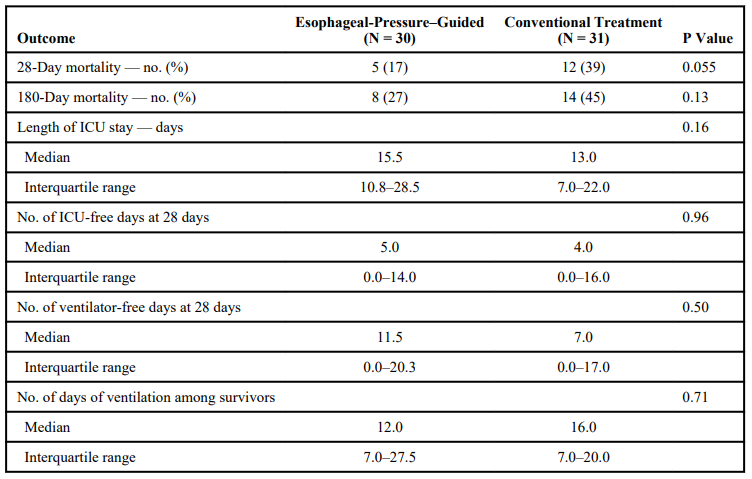 Outcome Esophageal-Pressure–Guided (N = 30) Conventional Treatment (N = 31) P Value
28-Day mortality — no. (%) 5 (17) 12 (39) 0.055
180-Day mortality — no. (%) 8 (27) 14 (45) 0.13
Length of ICU stay — days 0.16
Median 15.5 13.0
Interquartile range 10.8–28.5 7.0–22.0
No. of ICU-free days at 28 days 0.96
Median 5.0 4.0
Interquartile range 0.0–14.0 0.0–16.0
No. of ventilator-free days at 28 days 0.50
Median 11.5 7.0
Interquartile range 0.0–20.3 0.0–17.0
No. of days of ventilation among survivors 0.71
Median 12.0 16.0
Interquartile range 7.0–27.5 7.0–20.0